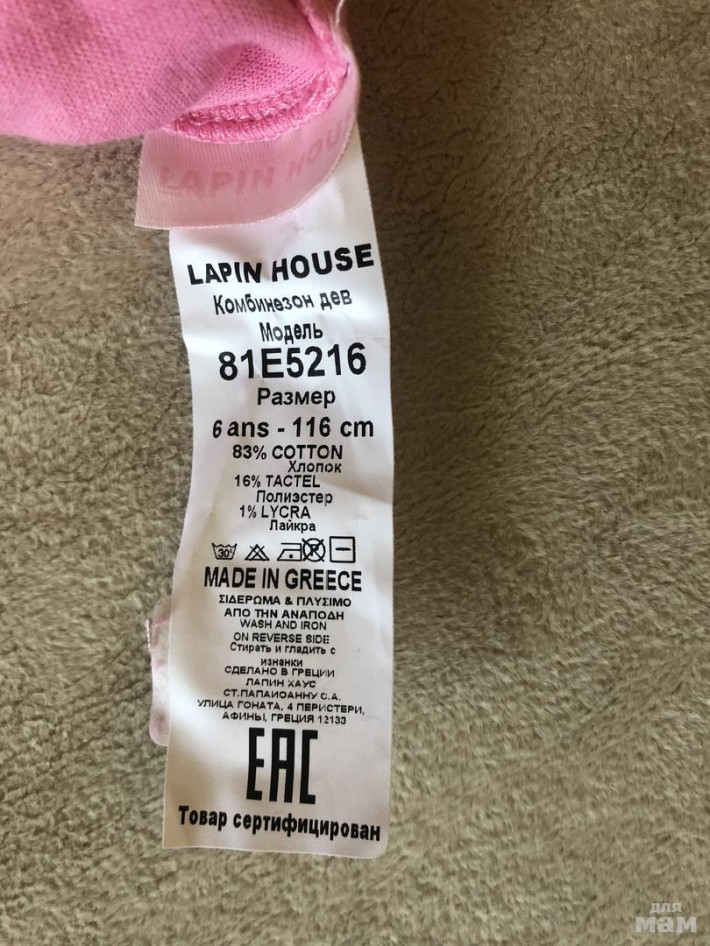 LAPIN HOU
LAPIN HOUSE
Комбинезон дев
Модель
81E5216
Размер
6 ans - 116 cm
83% COTTON
Хлопок
16% TACTEL
Полиэстер
1% LYCRA
Лайкра
30°
MADE IN GREECE
ΣΙΔΕΡΩΜΑ & ΠΛΥΣΙΜΟ
ΑΠΟ ΤΗΝ ΑΝΑΠΟΔΗ
WASH AND IRON
ON REVERSE SIDE
Стирать и гладить с
изнанки
СДЕЛАНО В ГРЕЦИИ
ЛАПИН ХАУС
СТ.ПАПАИОАННУ С.А.
УЛИЦА ГОНАТА, 4 ПЕРИСТЕРИ,
АФИНЫ, ГРЕЦИЯ 12133
EAC
Товар сертифицирован
для
мам